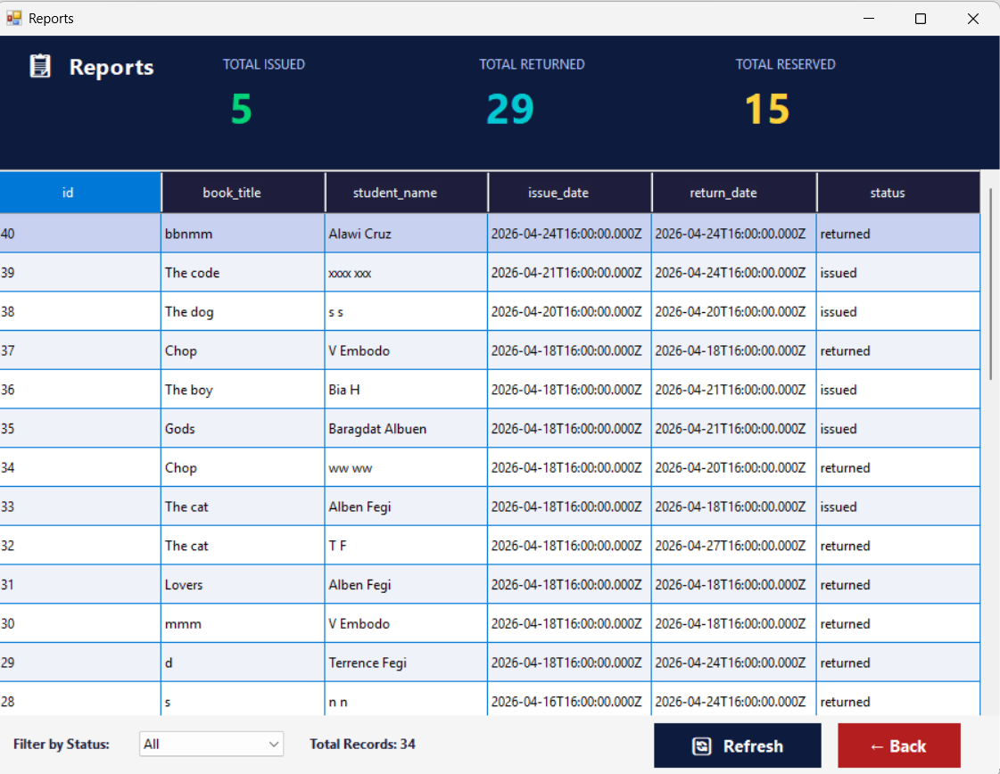 Reports
Reports
TOTAL ISSUED
TOTAL RETURNED
TOTAL RESERVED
5
29
15
id book_title student_name issue_date return_date status
40 bbnmm Alawi Cruz 2026-04-24T16:00:00.000Z 2026-04-24T16:00:00.000Z returned
39 The code xxxx xxx 2026-04-21T16:00:00.000Z 2026-04-24T16:00:00.000Z issued
38 The dog s s 2026-04-20T16:00:00.000Z 2026-04-20T16:00:00.000Z issued
37 Chop V Embodo 2026-04-18T16:00:00.000Z 2026-04-18T16:00:00.000Z returned
36 The boy Bia H 2026-04-18T16:00:00.000Z 2026-04-21T16:00:00.000Z issued
35 Gods Baragdat Albuen 2026-04-18T16:00:00.000Z 2026-04-21T16:00:00.000Z issued
34 Chop ww ww 2026-04-18T16:00:00.000Z 2026-04-20T16:00:00.000Z returned
33 The cat Alben Fegi 2026-04-18T16:00:00.000Z 2026-04-18T16:00:00.000Z issued
32 The cat T F 2026-04-18T16:00:00.000Z 2026-04-27T16:00:00.000Z returned
31 Lovers Alben Fegi 2026-04-18T16:00:00.000Z 2026-04-18T16:00:00.000Z returned
30 mmm V Embodo 2026-04-18T16:00:00.000Z 2026-04-18T16:00:00.000Z returned
29 d Terrence Fegi 2026-04-18T16:00:00.000Z 2026-04-24T16:00:00.000Z returned
28 s n n 2026-04-16T16:00:00.000Z 2026-04-24T16:00:00.000Z returned
Filter by Status: All Total Records: 34 Refresh ← Back